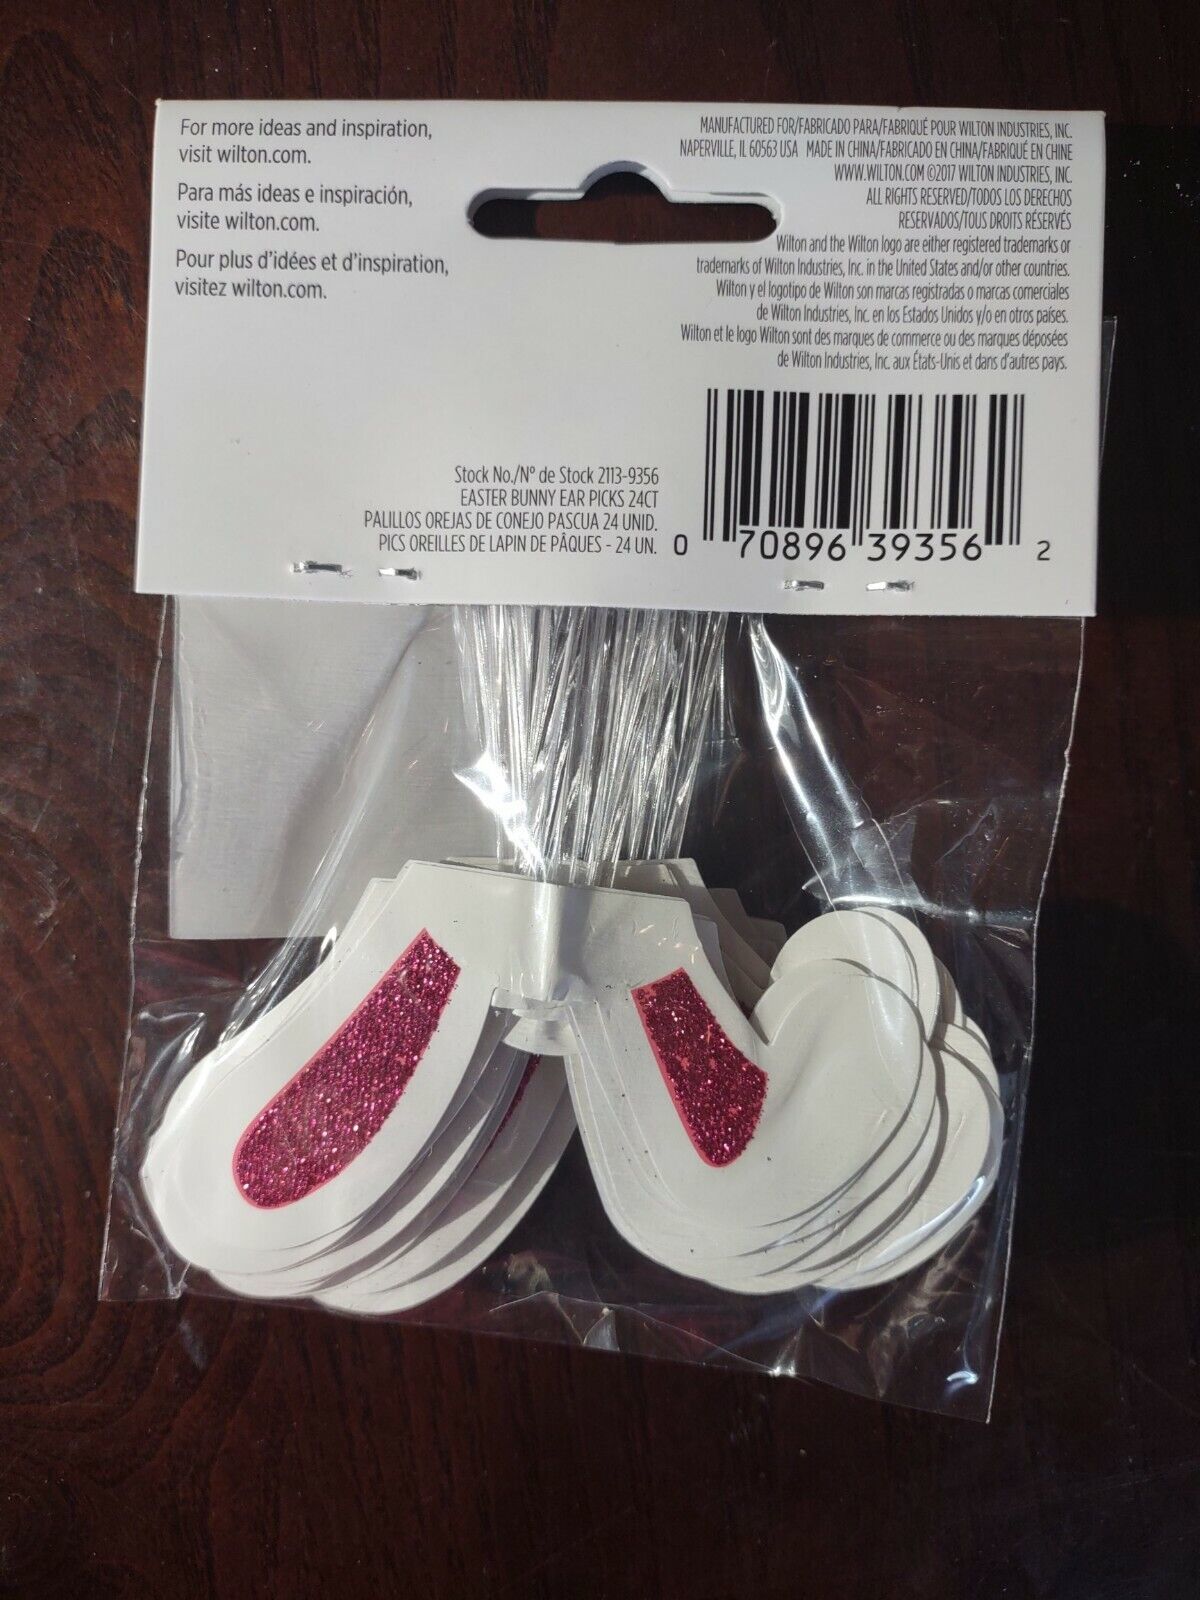 For more ideas and inspiration,
visit wilton.com.
Para más ideas e inspiración,
visite wilton.com.
Pour plus d'idées et d'inspiration,
visitez wilton.com.
MANUFACTURED FOR/FABRICADO PARA/FABRIQUÉ POUR WILTON INDUSTRIES, INC.
NAPERVILLE, IL 60563 USA MADE IN CHINA/FABRICADO EN CHINA/FABRIQUÉ EN CHINE
WWW.WILTON.COM ©2017 WILTON INDUSTRIES, INC.
ALL RIGHTS RESERVED/TODOS LOS DERECHOS
RESERVADOS/TOUS DROITS RÉSERVÉS
Wilton and the Wilton logo are either registered trademarks or
trademarks of Wilton Industries, Inc. in the United States and/or other countries.
Wilton y el logotipo de Wilton son marcas registradas o marcas comerciales
de Wilton Industries, Inc. en los Estados Unidos y/o en otros países.
Wilton et le logo Wilton sont des marques de commerce ou des marques déposées
de Wilton Industries, Inc. aux États-Unis et dans d'autres pays.
Stock No./N° de Stock 2113-9356
EASTER BUNNY EAR PICKS 24CT
PALILLOS OREJAS DE CONEJO PASCUA 24 UNID.
PICS OREILLES DE LAPIN DE PÂQUES - 24 UN.
0 70896 39356 2